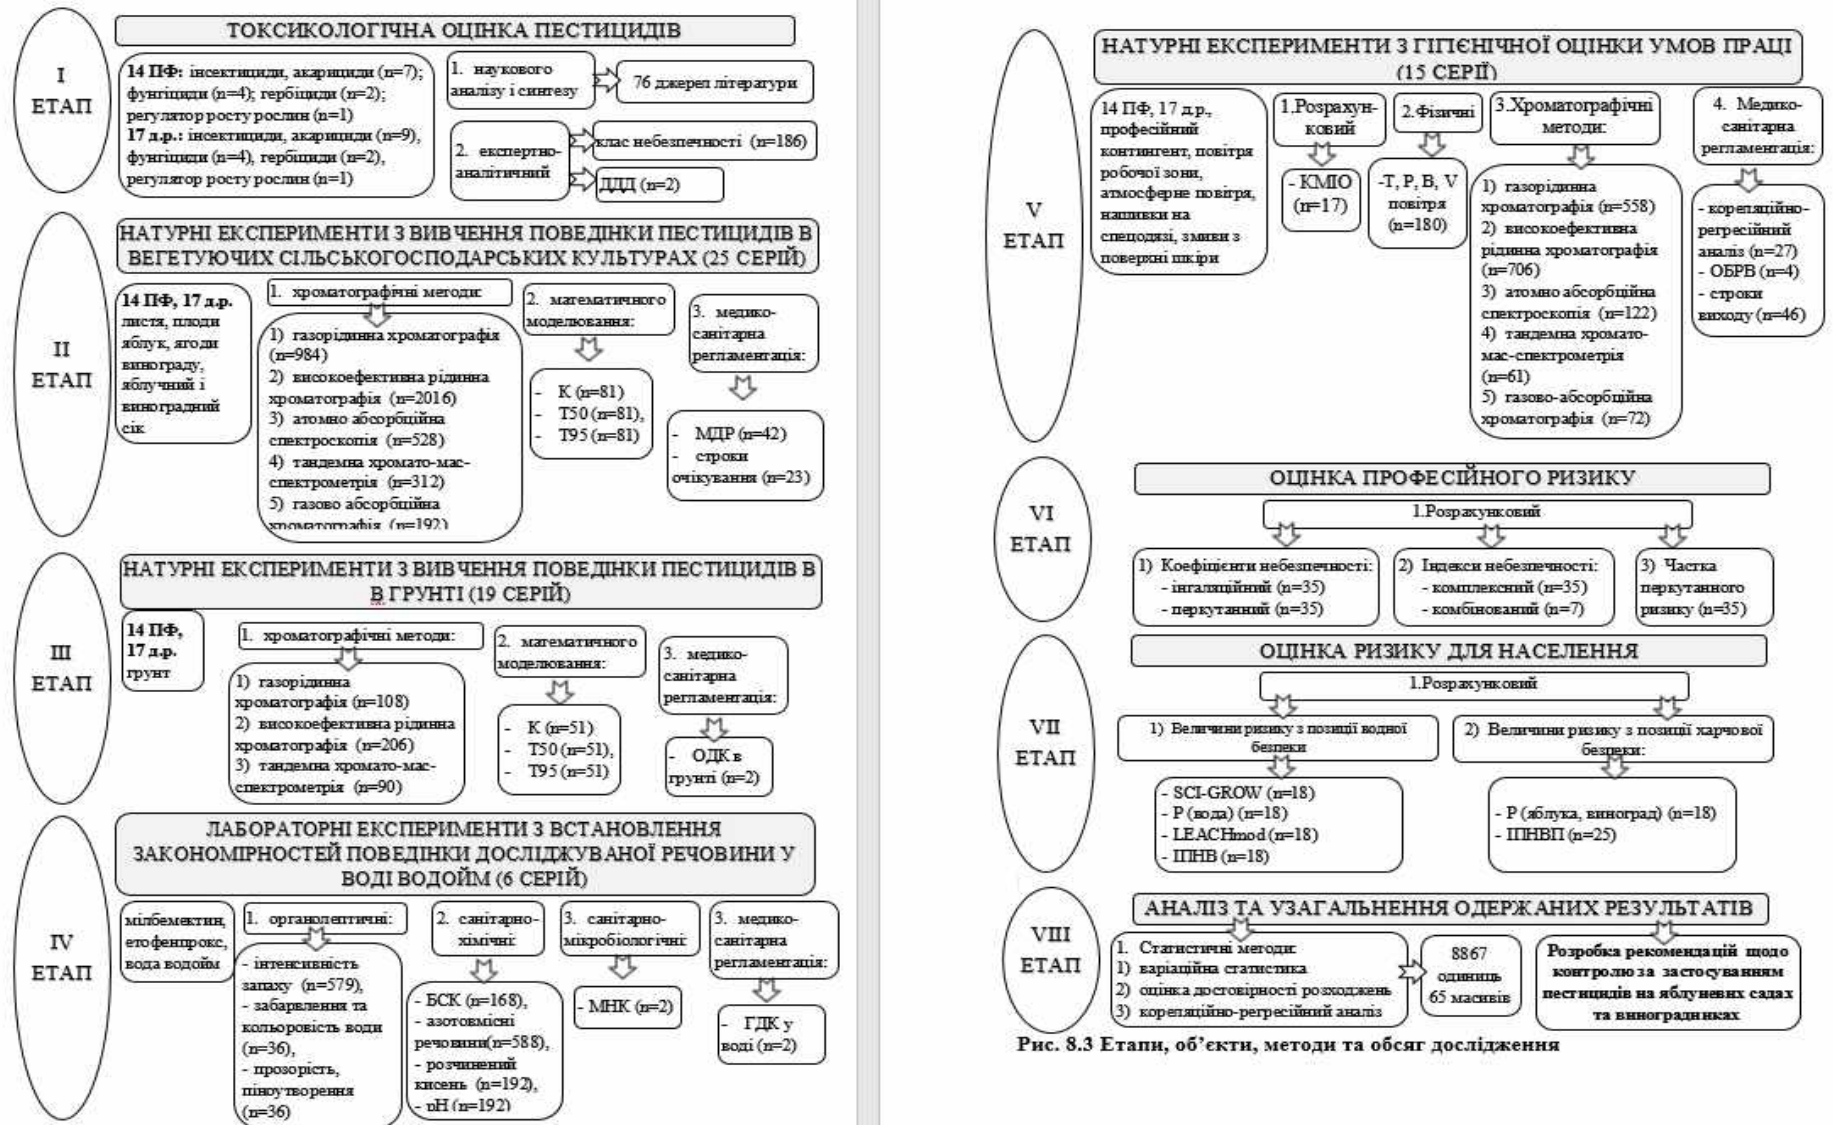 І
ЕТАП
ТОКСИКОЛОГІЧНА ОЦІНКА ПЕСТИЦИДІВ
14 ПФ: інсектициди, акарициди (n=7);
фунгіциди (n=4); гербіциди (n=2);
регулятор росту рослин (n=1)
17 д.р.: інсектициди, акарициди (n=9),
фунгіциди (n=4), гербіциди (n=2),
регулятор росту рослин (n=1)
1. наукового
аналізу і синтезу
76 джерел літератури
2. експертно-
аналітичний
клас небезпечності (n=186)
ДДД (n=2)
ІІ
ЕТАП
НАТУРНІ ЕКСПЕРИМЕНТИ З ВИВЧЕННЯ ПОВЕДІНКИ ПЕСТИЦИДІВ В
ВЕГЕТУЮЧИХ СІЛЬСЬКОГОСПОДАРСЬКИХ КУЛЬТУРАХ (25 СЕРІЙ)
14 ПФ, 17 д.р.
листя, плоди
яблук, ягоди
винограду,
яблучний і
виноградний
сік
1. хроматографічні методи:
1) газорідинна хроматографія
(n=984)
2) високоефективна рідинна
хроматографія (n=2016)
3) атомно абсорбційна
спектроскопія (n=528)
4) тандемна хромато-мас-
спектрометрія (n=312)
5) газово абсорбційна
хроматографія (n=192)
2. математичного
моделювання:
- К (n=81)
- Т50 (n=81),
- Т95 (n=81)
3. медико-
санітарна
регламентація:
- МДР (n=42)
- строки
очікування (n=23)
ІІІ
ЕТАП
НАТУРНІ ЕКСПЕРИМЕНТИ З ВИВЧЕННЯ ПОВЕДІНКИ ПЕСТИЦИДІВ В
В ГРУНТІ (19 СЕРІЙ)
14 ПФ,
17 д.р.
грунт
1. хроматографічні методи:
1) газорідинна
хроматографія (n=108)
2) високоефективна рідинна
хроматографія (n=206)
3) тандемна хромато-мас-
спектрометрія (n=90)
2. математичного
моделювання:
- К (n=51)
- Т50 (n=51),
- Т95 (n=51)
3. медико-
санітарна
регламентація:
- ОДК в
грунті (n=2)
ІV
ЕТАП
ЛАБОРАТОРНІ ЕКСПЕРИМЕНТИ З ВСТАНОВЛЕННЯ
ЗАКОНОМІРНОСТЕЙ ПОВЕДІНКИ ДОСЛІДЖУВАНОЇ РЕЧОВИНИ У
ВОДІ ВОДОЙМ (6 СЕРІЙ)
мілбемектин,
етофенпрокс,
вода водойм
1. органолептичні:
- інтенсивність
запаху (n=579),
- забарвлення та
кольоровість води
(n=36),
- прозорість,
піноутворення
(n=36)
2. санітарно-
хімічні:
- БСК (n=168),
- азотовмісні
речовини(n=588),
- розчинений
кисень (n=192),
- рН (n=192)
3. санітарно-
мікробіологічні:
- МНК (n=2)
3. медико-
санітарна
регламентація:
- ГДК у
воді (n=2)
V
ЕТАП
НАТУРНІ ЕКСПЕРИМЕНТИ З ГІГІЄНІЧНОЇ ОЦІНКИ УМОВ ПРАЦІ
(15 СЕРІЇ)
14 ПФ, 17 д.р.,
професійний
контингент, повітря
робочої зони,
атмосферне повітря,
нашивки на
спецодязі, змиви з
поверхні шкіри
1.Розрахун-
ковий
- КМІО
(n=17)
2.Фізичні
-Т, Р, В, V
повітря
(n=180)
3.Хроматографічні
методи:
1) газорідинна
хроматографія (n=558)
2) високоефективна
рідинна хроматографія
(n=706)
3) атомно абсорбційна
спектроскопія (n=122)
4) тандемна хромато-
мас-спектрометрія
(n=61)
5) газово-абсорбційна
хроматографія (n=72)
4. Медико-
санітарна
регламентація:
- кореляційно-
регресійний
аналіз (n=27)
- ОБРВ (n=4)
- строки
виходу (n=46)
VІ
ЕТАП
ОЦІНКА ПРОФЕСІЙНОГО РИЗИКУ
1.Розрахунковий
1) Коефіцієнти небезпечності:
- інгаляційний (n=35)
- перкутанний (n=35)
2) Індекси небезпечності:
- комплексний (n=35)
- комбінований (n=7)
3) Частка
перкутанного
ризику (n=35)
VІІ
ЕТАП
ОЦІНКА РИЗИКУ ДЛЯ НАСЕЛЕННЯ
1.Розрахунковий
1) Величини ризику з позиції водної
безпеки
- SCI-GROW (n=18)
- Р (вода) (n=18)
- LEACHmod (n=18)
- ІПНВ (n=18)
2) Величини ризику з позиції харчової
безпеки:
- Р (яблука, виноград) (n=18)
- ІПНВП (n=25)
VІІІ
ЕТАП
АНАЛІЗ ТА УЗАГАЛЬНЕННЯ ОДЕРЖАНИХ РЕЗУЛЬТАТІВ
1. Статистичні методи:
1) варіаційна статистика
2) оцінка достовірності розходжень
3) кореляційно-регресійний аналіз
8867
одиниць
65 масивів
Розробка рекомендацій щодо
контролю за застосуванням
пестицидів на яблуневих садах
та виноградниках
Рис. 8.3 Етапи, об’єкти, методи та обсяг дослідження